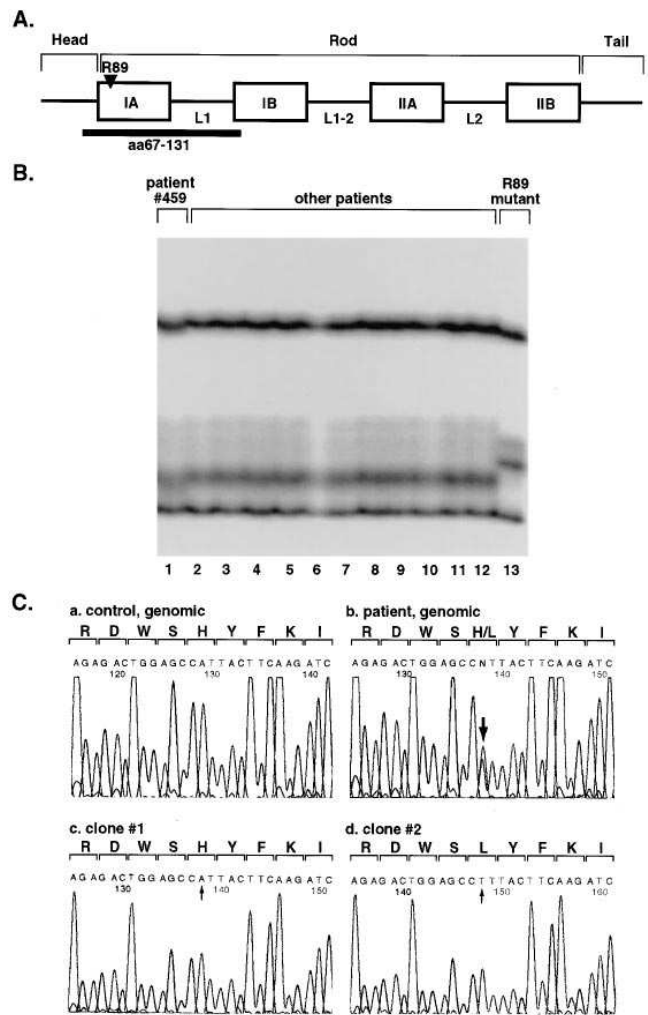 A.
Head Rod Tail
R89
IA IB IIA IIB
L1 L1-2 L2
aa67-131
B.
patient #459 other patients R89 mutant
1 2 3 4 5 6 7 8 9 10 11 12 13
C.
a. control, genomic
R D W S H Y F K I
AGAGACTGGAGCCATTACTTCAAGATC
120 130 140
b. patient, genomic
R D W S H/L Y F K I
AGAGACTGGAGCCNTTACTTCAAGATC
130 140 150
c. clone #1
R D W S H Y F K I
AGAGACTGGAGCCATTACTTCAAGATC
130 140 150
d. clone #2
R D W S L Y F K I
AGAGACTGGAGCCTTTACTTCAAGATC
140 150 160